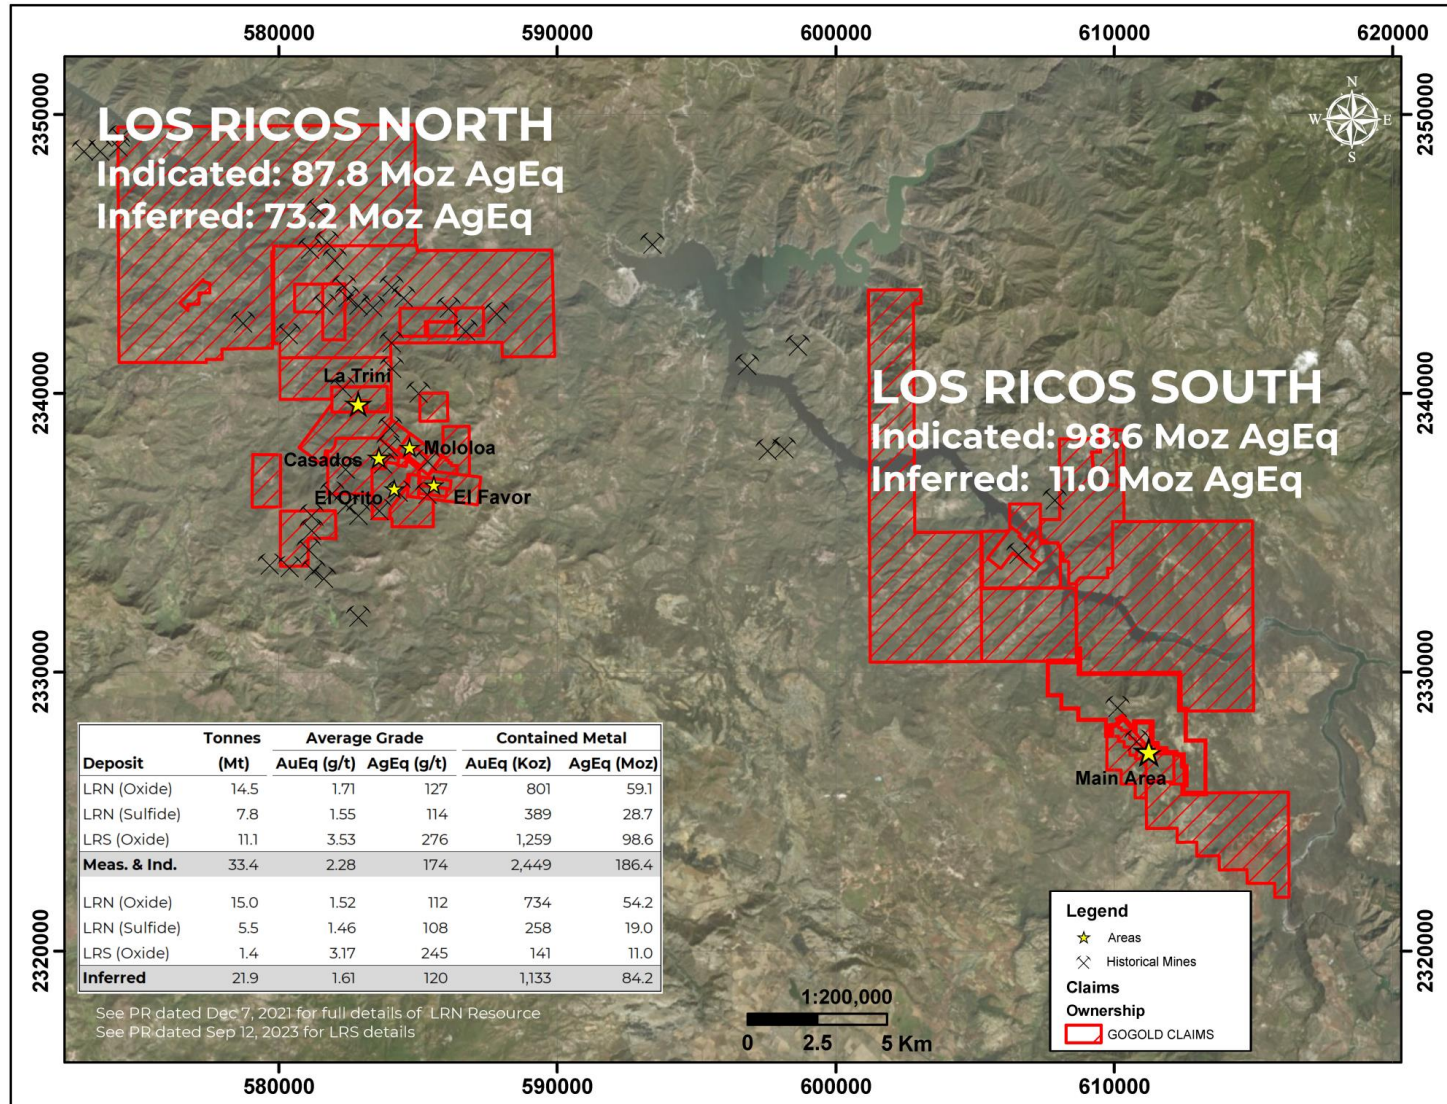 580000 590000 600000 610000 620000
2350000 2350000
N
W E
S
LOS RICOS NORTH
Indicated: 87.8 Moz AgEq
Inferred: 73.2 Moz AgEq
2340000 2340000
LOS RICOS SOUTH
Indicated: 98.6 Moz AgEq
Inferred: 11.0 Moz AgEq
La Trini
Mololoa
Casados
El Orito
El Favor
2330000 2330000
Main Area
Tonnes Average Grade Contained Metal
Deposit (Mt) AuEq (g/t) AgEq (g/t) AuEq (Koz) AgEq (Moz)
LRN (Oxide) 14.5 1.71 127 801 59.1
LRN (Sulfide) 7.8 1.55 114 389 28.7
LRS (Oxide) 11.1 3.53 276 1,259 98.6
Meas. & Ind. 33.4 2.28 174 2,449 186.4
LRN (Oxide) 15.0 1.52 112 734 54.2
LRN (Sulfide) 5.5 1.46 108 258 19.0
LRS (Oxide) 1.4 3.17 245 141 11.0
Inferred 21.9 1.61 120 1,133 84.2
See PR dated Dec 7, 2021 for full details of LRN Resource
See PR dated Sep 12, 2023 for LRS details
2320000 2320000
1:200,000
0 2.5 5 Km
Legend
Areas
Historical Mines
Claims
Ownership
GOGOLD CLAIMS
580000 590000 600000 610000